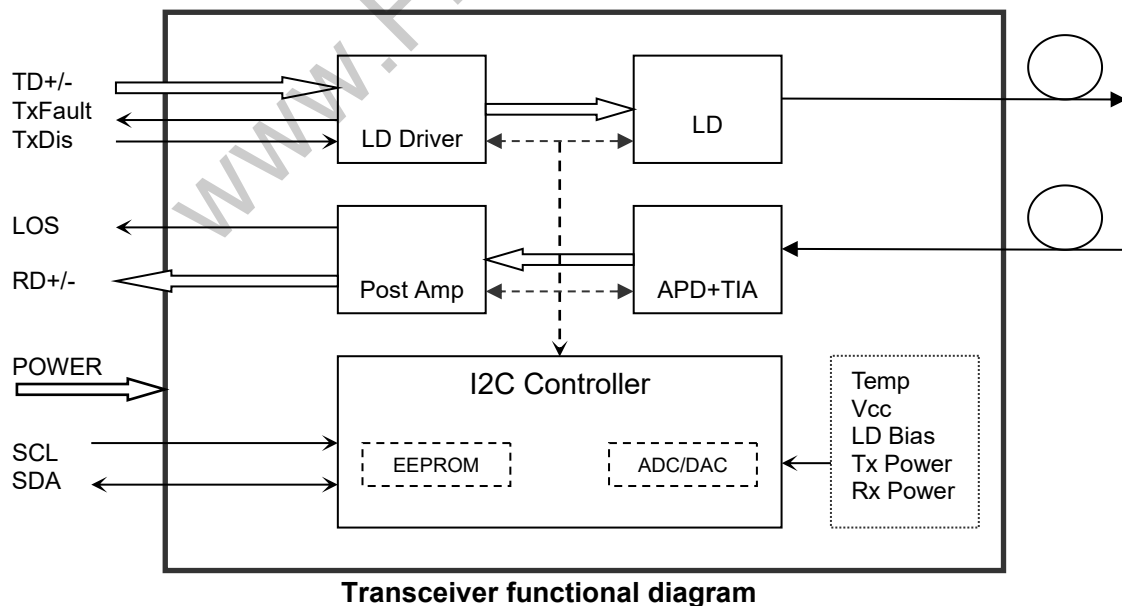 www.F
TD+/-
TxFault
TxDis
LD Driver
LD
LOS
RD+/-
Post Amp
APD+TIA
POWER
I2C Controller
SCL
SDA
EEPROM
ADC/DAC
Temp
Vcc
LD Bias
Tx Power
Rx Power
Transceiver functional diagram